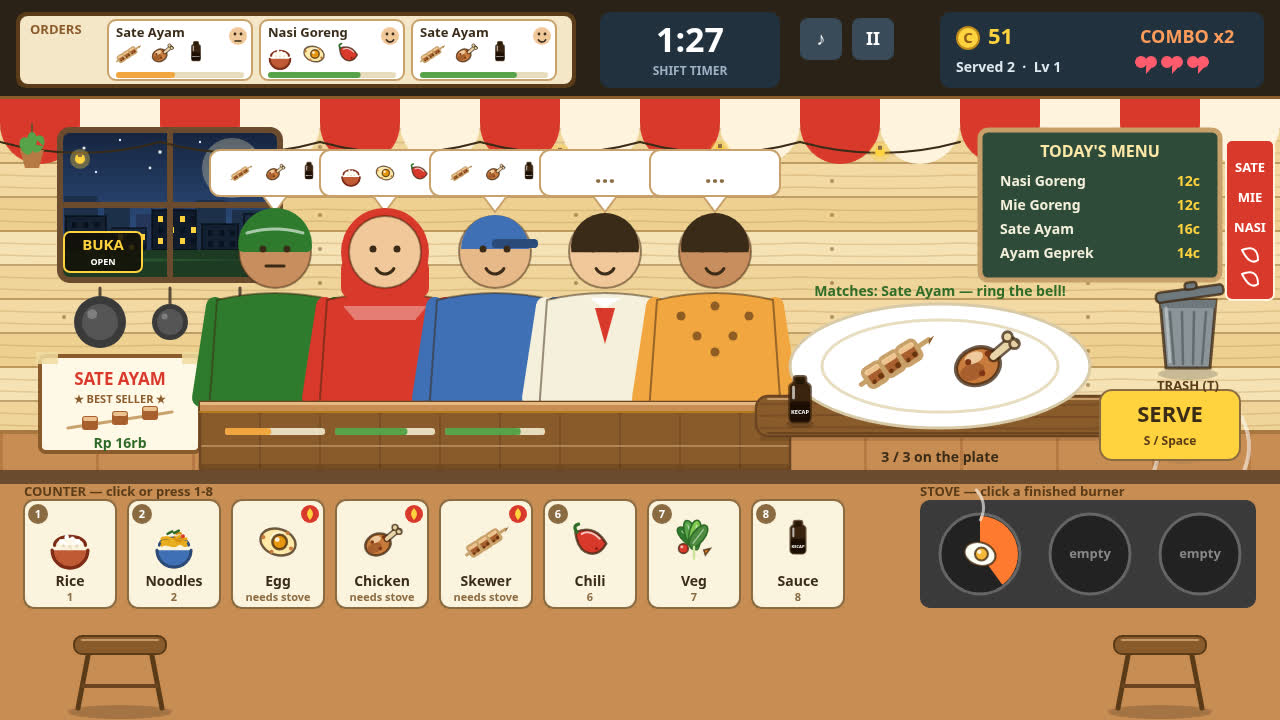 ORDERS
Sate Ayam
Nasi Goreng
Sate Ayam
1:27
SHIFT TIMER
♪
II
C 51
COMBO x2
Served 2 · Lv 1
BUKA
OPEN
...
...
TODAY'S MENU
Nasi Goreng 12c
Mie Goreng 12c
Sate Ayam 16c
Ayam Geprek 14c
SATE
MIE
NASI
Matches: Sate Ayam — ring the bell!
KECAP
TRASH (T)
SATE AYAM
★ BEST SELLER ★
Rp 16rb
SERVE
S / Space
3 / 3 on the plate
COUNTER — click or press 1-8
STOVE — click a finished burner
1
Rice
1
2
Noodles
2
Egg
needs stove
Chicken
needs stove
Skewer
needs stove
6
Chili
6
7
Veg
7
8
KECAP
Sauce
8
empty
empty